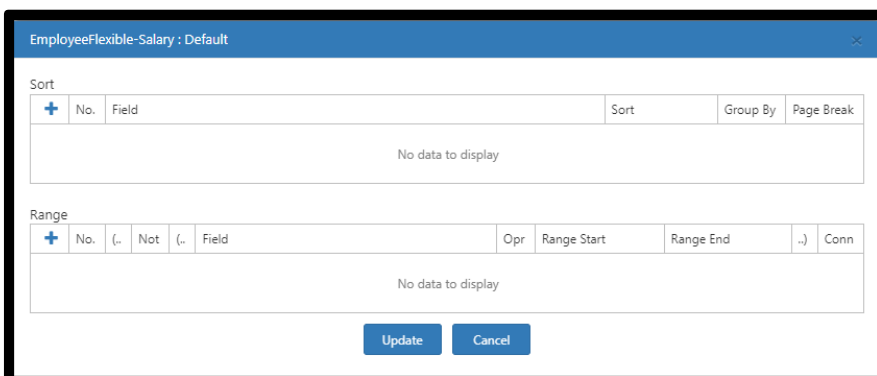 EmployeeFlexible-Salary : Default ×
Sort
+ No. Field Sort Group By Page Break
No data to display
Range
+ No. (.. Not (.. Field Opr Range Start Range End ..) Conn
No data to display
Update Cancel